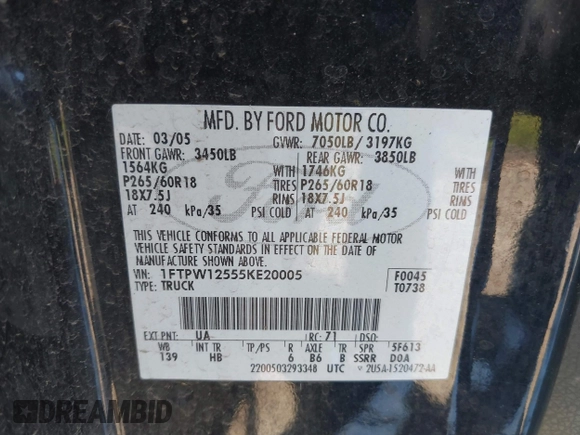 MFD. BY FORD MOTOR CO.
DATE: 03/05 GVWR: 7050LB/ 3197KG
FRONT GAWR: 3450LB REAR GAWR: 3850LB
1564KG WITH 1746KG WITH
P265/60R18 TIRES P265/60R18 TIRES
18X7.5J RIMS 18X7.5J RIMS
AT 240 kPa/35 PSI COLD AT 240 kPa/35 PSI COLD
Ford
THIS VEHICLE CONFORMS TO ALL APPLICABLE FEDERAL MOTOR
VEHICLE SAFETY STANDARDS IN EFFECT ON THE DATE OF
MANUFACTURE SHOWN ABOVE.
VIN: 1FTPW12555KE20005 F0045
TYPE: TRUCK T0738
EXT PNT: UA RC: 71 DSO:
WB INT TR TP/PS R AXLE TR SPR 5F613
139 HB 6 B6 B SSRR DOA
2200503293348 UTC 2U5A-1520472-AA
DREAMBID